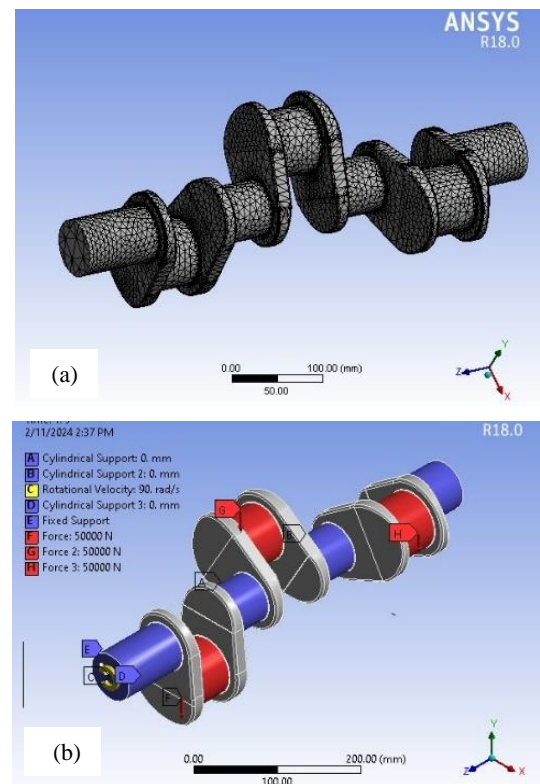 ANSYS
R18.0
Y
Z
X
0.00 100.00 (mm)
50.00
(a)
2/11/2024 2:37 PM
R18.0
A Cylindrical Support: 0. mm
B Cylindrical Support 2: 0. mm
C Rotational Velocity: 90. rad/s
D Cylindrical Support 3: 0. mm
E Fixed Support
F Force: 50000 N
G Force 2: 50000 N
H Force 3: 50000 N
G
B
H
A
E
C D
F
Y
Z X
0.00 200.00 (mm)
100.00
(b)